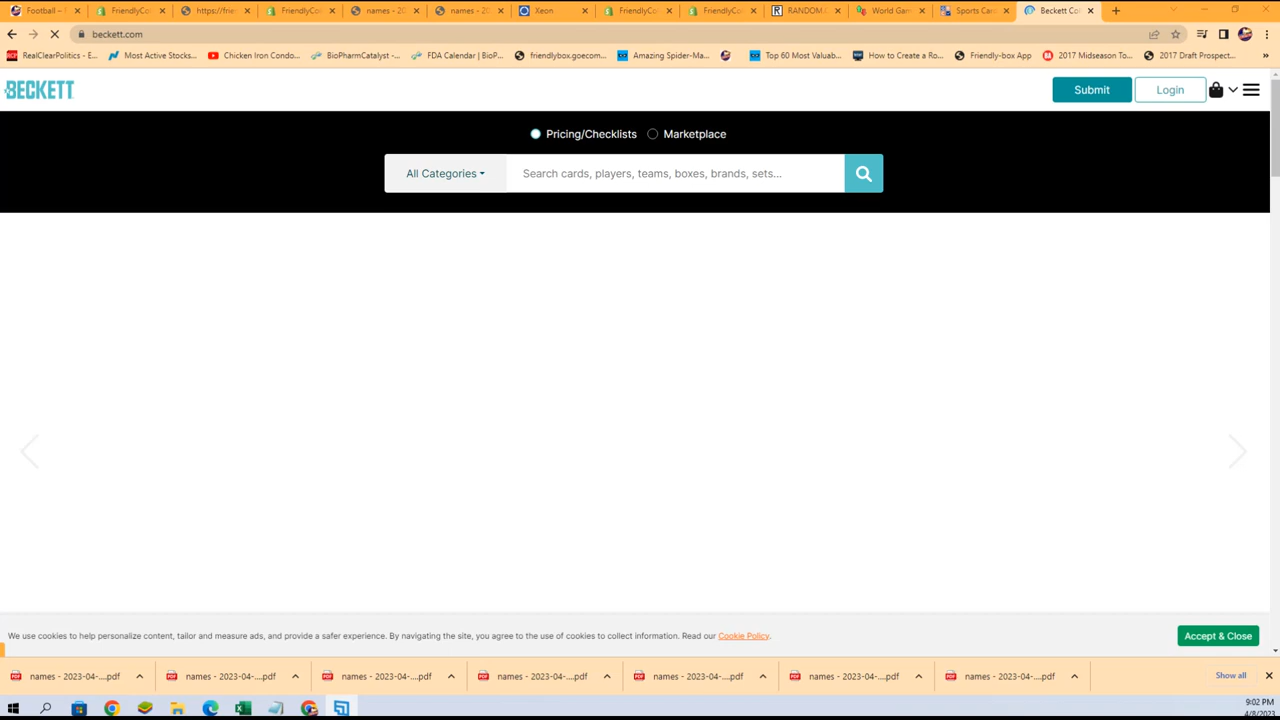 Football –
FriendlyCo
https://frie
FriendlyCo
names - 20
names - 20
Xeon
FriendlyCo
FriendlyCo
RANDOM
World Gam
Sports Car
Beckett Co
beckett.com
RealClearPolitics - E...
Most Active Stocks...
Chicken Iron Condo...
BioPharmCatalyst -...
FDA Calendar | BioP...
friendlybox.goecom...
Amazing Spider-Ma...
Top 60 Most Valuab...
How to Create a Ro...
Friendly-box App
2017 Midseason To...
2017 Draft Prospect...
»
BECKETT
Submit
Login
Pricing/Checklists
Marketplace
All Categories
Search cards, players, teams, boxes, brands, sets...
We use cookies to help personalize content, tailor and measure ads, and provide a safer experience. By navigating the site, you agree to the use of cookies to collect information. Read our Cookie Policy.
Accept & Close
names - 2023-04-....pdf
names - 2023-04-....pdf
names - 2023-04-....pdf
names - 2023-04-....pdf
names - 2023-04-....pdf
names - 2023-04-....pdf
names - 2023-04-....pdf
Show all
9:02 PM
4/8/2023